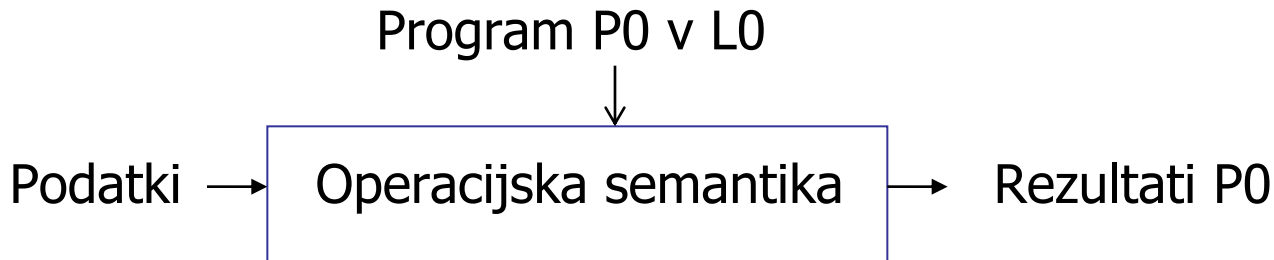 Program P0 v L0
Podatki Operacijska semantika Rezultati P0